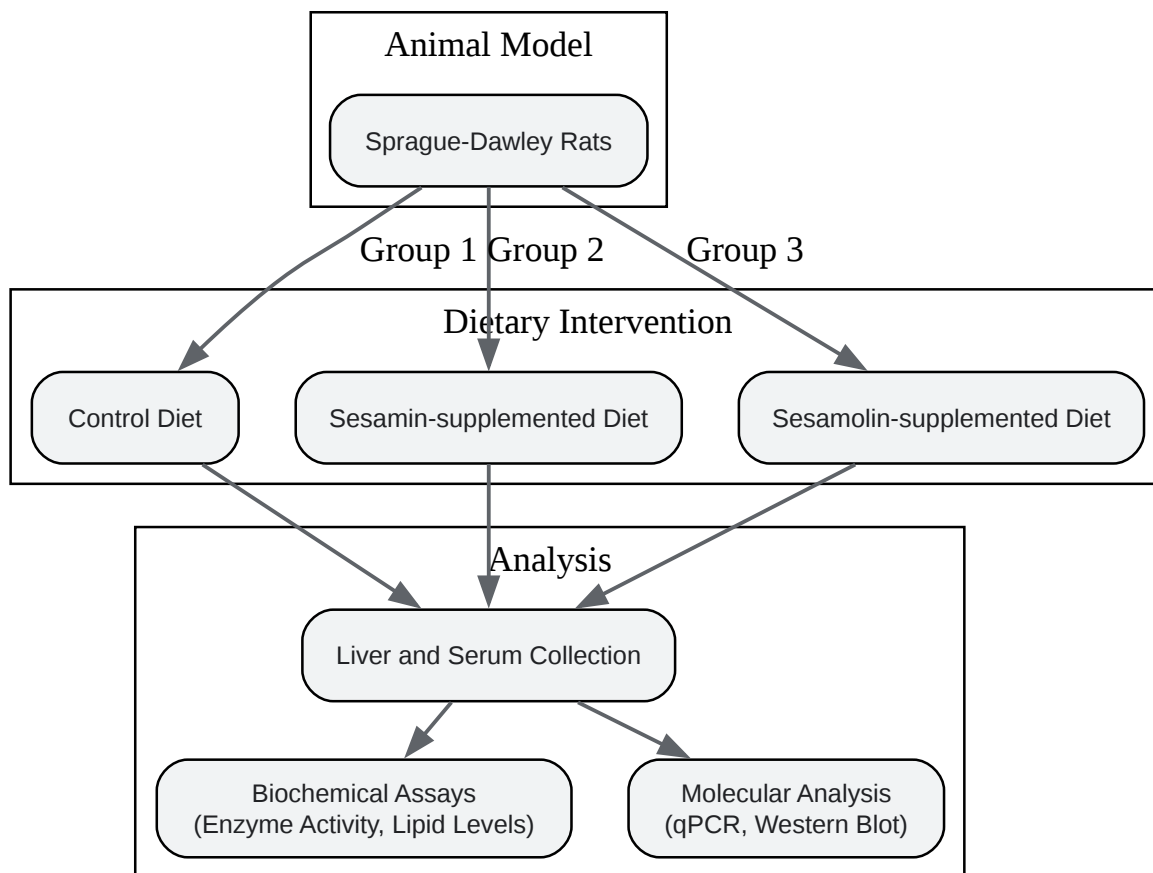 Animal Model
Sprague-Dawley Rats
Group 1
Group 2
Group 3
Dietary Intervention
Control Diet
Sesamin-supplemented Diet
Sesamolin-supplemented Diet
Analysis
Liver and Serum Collection
Biochemical Assays
(Enzyme Activity, Lipid Levels)
Molecular Analysis
(qPCR, Western Blot)